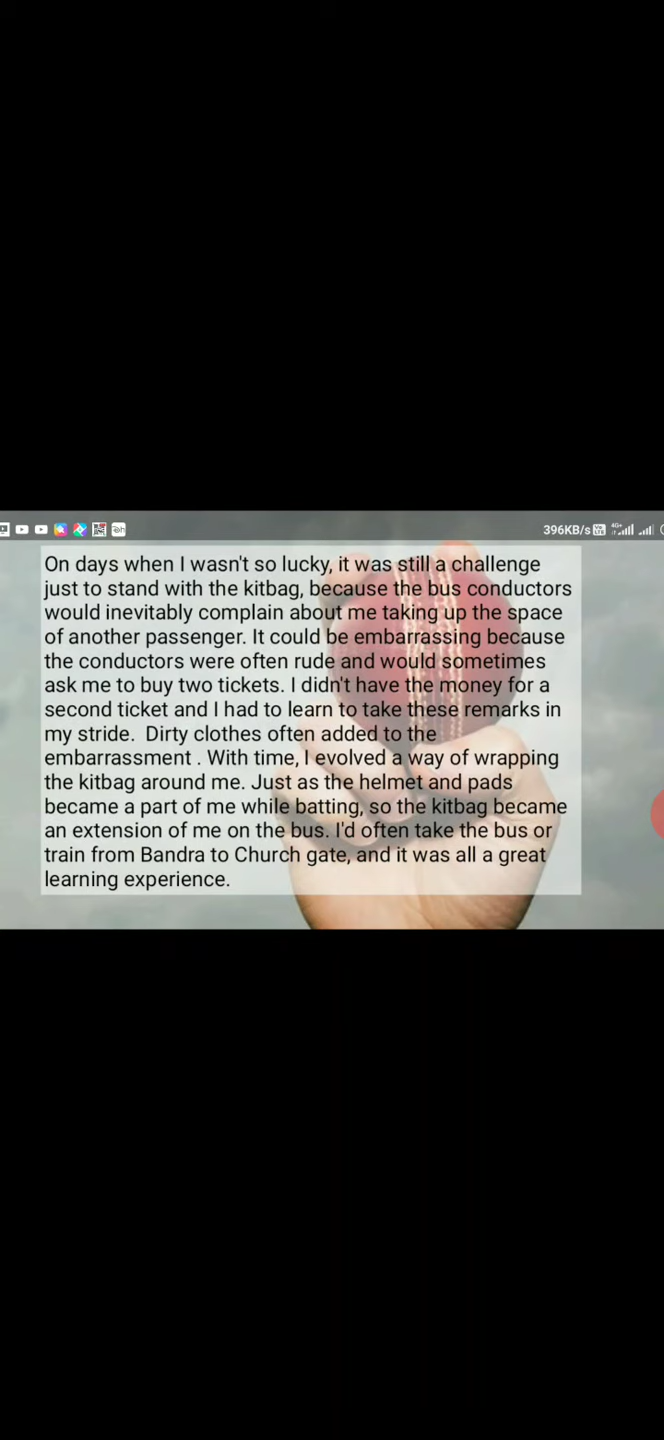 396KB/s
On days when I wasn't so lucky, it was still a challenge
just to stand with the kitbag, because the bus conductors
would inevitably complain about me taking up the space
of another passenger. It could be embarrassing because
the conductors were often rude and would sometimes
ask me to buy two tickets. I didn't have the money for a
second ticket and I had to learn to take these remarks in
my stride.  Dirty clothes often added to the
embarrassment . With time, I evolved a way of wrapping
the kitbag around me. Just as the helmet and pads
became a part of me while batting, so the kitbag became
an extension of me on the bus. I'd often take the bus or
train from Bandra to Church gate, and it was all a great
learning experience.